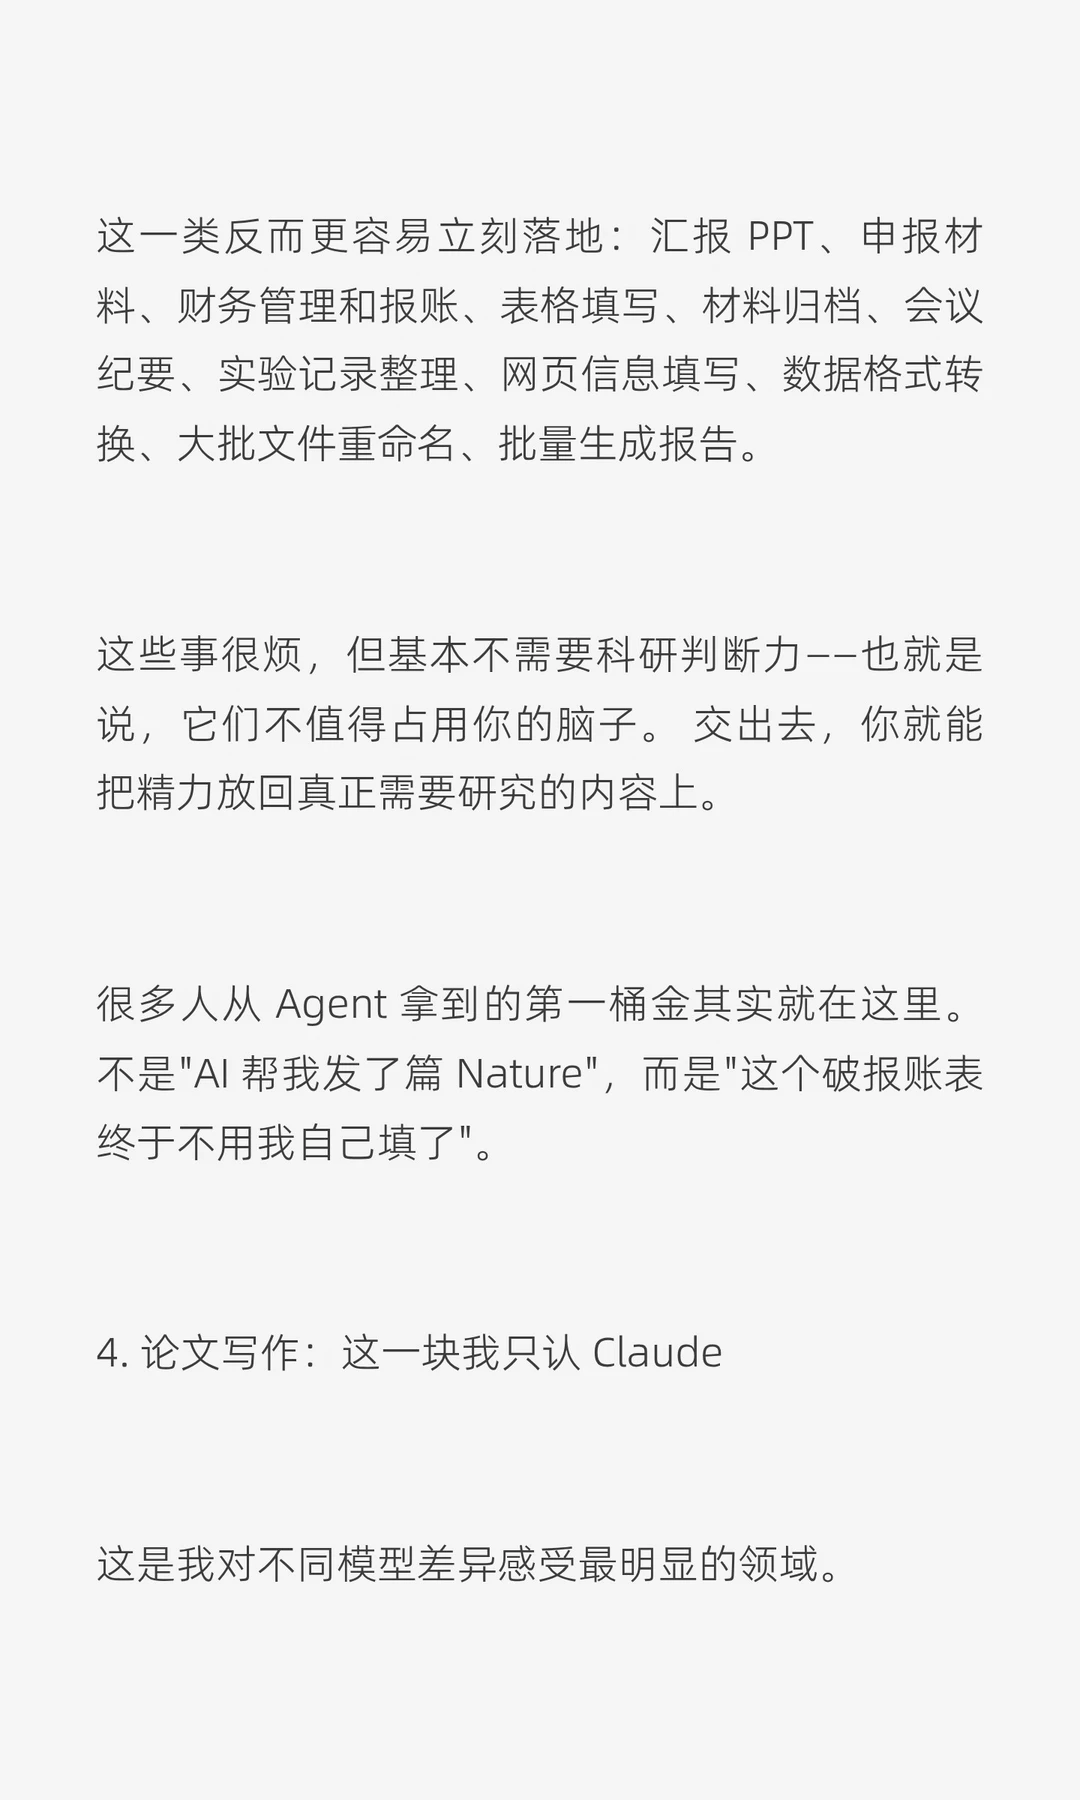 这一类反而更容易立刻落地：汇报 PPT、申报材
料、财务管理和报账、表格填写、材料归档、会议
纪要、实验记录整理、网页信息填写、数据格式转
换、大批文件重命名、批量生成报告。
这些事很烦，但基本不需要科研判断力——也就是
说，它们不值得占用你的脑子。 交出去，你就能
把精力放回真正需要研究的内容上。
很多人从 Agent 拿到的第一桶金其实就在这里。
不是"AI 帮我发了篇 Nature"，而是"这个破报账表
终于不用我自己填了"。
4. 论文写作：这一块我只认 Claude
这是我对不同模型差异感受最明显的领域。